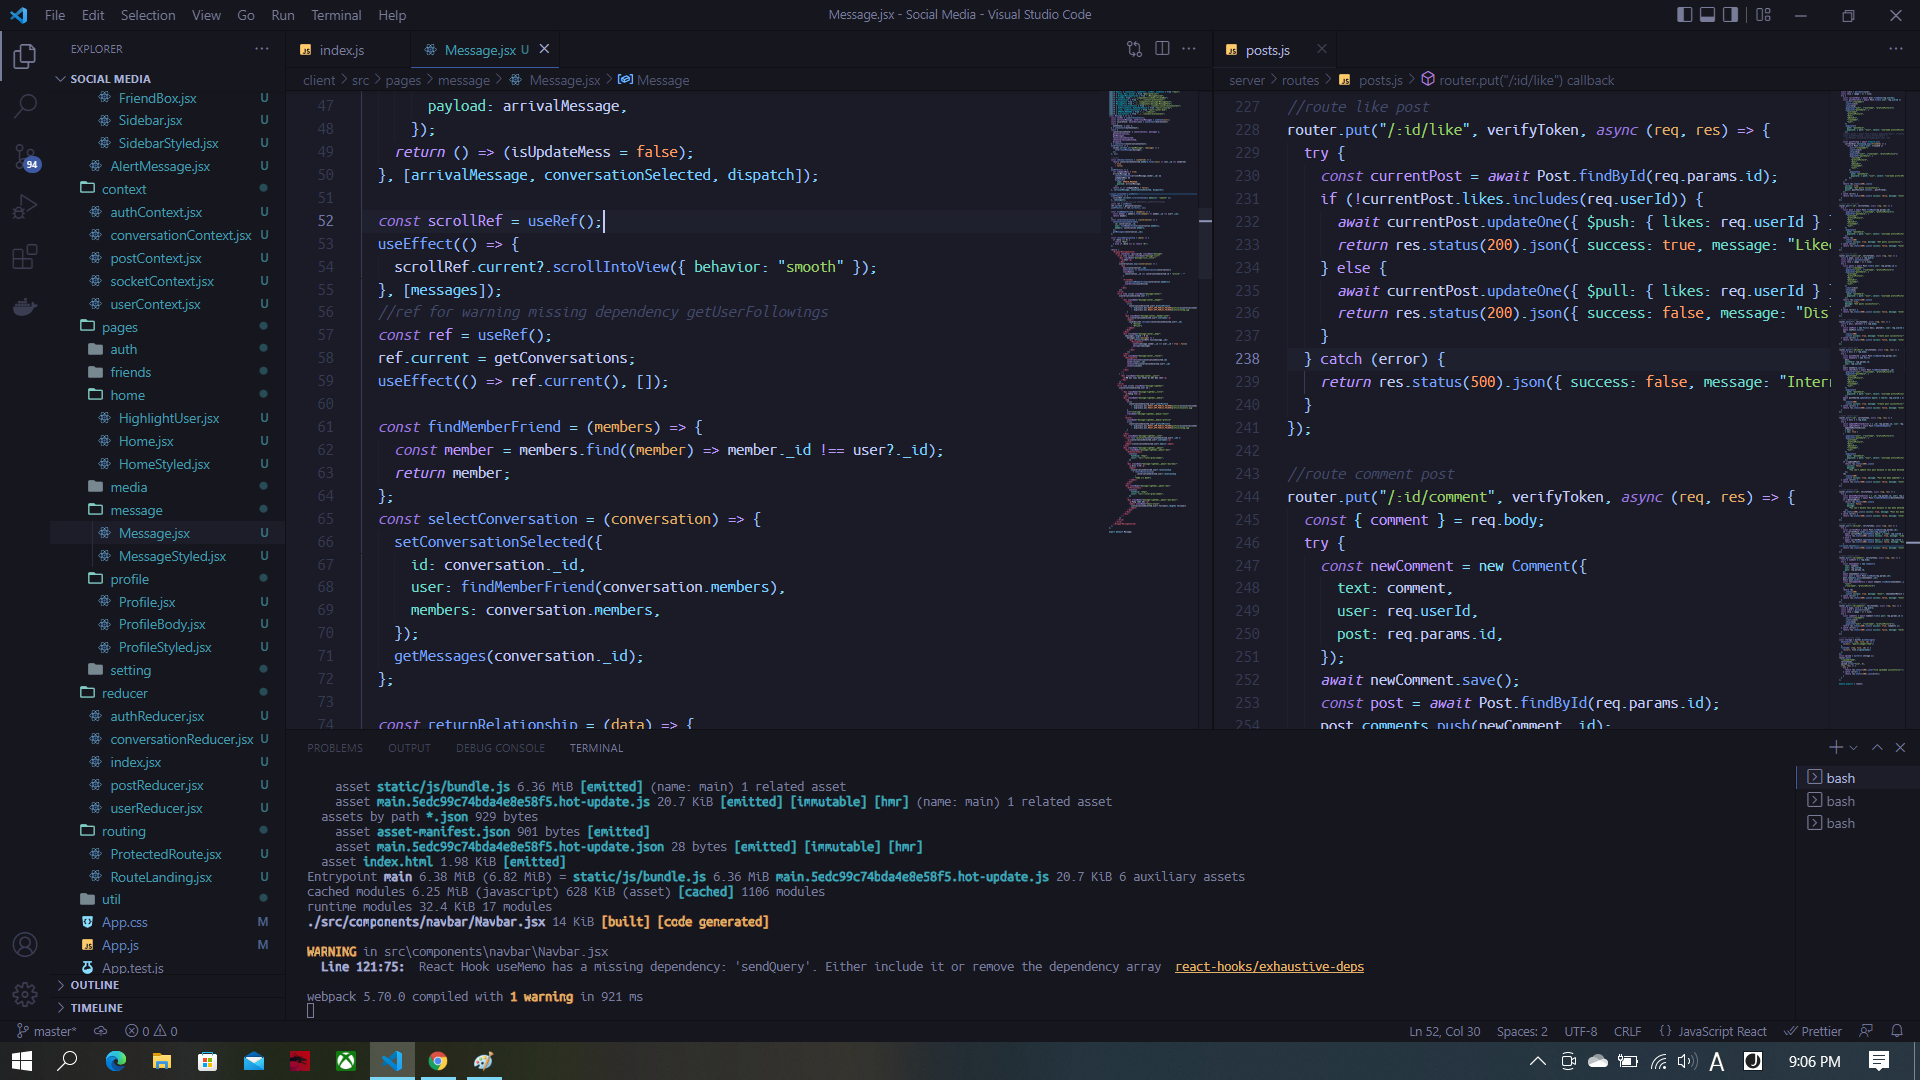 File Edit Selection View Go Run Terminal Help
Message.jsx - Social Media - Visual Studio Code
EXPLORER
SOCIAL MEDIA
FriendBox.jsx U
Sidebar.jsx U
SidebarStyled.jsx U
AlertMessage.jsx U
context
authContext.jsx U
conversationContext.jsx U
postContext.jsx U
socketContext.jsx U
userContext.jsx U
pages
auth
friends
home
HighlightUser.jsx U
Home.jsx U
HomeStyled.jsx U
media
message
Message.jsx U
MessageStyled.jsx U
profile
Profile.jsx U
ProfileBody.jsx U
ProfileStyled.jsx U
setting
reducer
authReducer.jsx U
conversationReducer.jsx U
index.jsx U
postReducer.jsx U
userReducer.jsx U
routing
ProtectedRoute.jsx U
RouteLanding.jsx U
util
App.css M
App.js M
App.test.js
OUTLINE
TIMELINE
94
index.js
Message.jsx U
client > src > pages > message > Message.jsx > Message
47 payload: arrivalMessage,
48 });
49 return () => (isUpdateMess = false);
50 }, [arrivalMessage, conversationSelected, dispatch]);
51
52 const scrollRef = useRef();
53 useEffect(() => {
54 scrollRef.current?.scrollIntoView({ behavior: "smooth" });
55 }, [messages]);
56 //ref for warning missing dependency getUserFollowings
57 const ref = useRef();
58 ref.current = getConversations;
59 useEffect(() => ref.current(), []);
60
61 const findMemberFriend = (members) => {
62 const member = members.find((member) => member._id !== user?._id);
63 return member;
64 };
65 const selectConversation = (conversation) => {
66 setConversationSelected({
67 id: conversation._id,
68 user: findMemberFriend(conversation.members),
69 members: conversation.members,
70 });
71 getMessages(conversation._id);
72 };
73
74 const returnRelationship = (data) => {
posts.js
server > routes > posts.js > router.put("/:id/like") callback
227 //route like post
228 router.put("/:id/like", verifyToken, async (req, res) => {
229 try {
230 const currentPost = await Post.findById(req.params.id);
231 if (!currentPost.likes.includes(req.userId)) {
232 await currentPost.updateOne({ $push: { likes: req.userId }
233 return res.status(200).json({ success: true, message: "Like
234 } else {
235 await currentPost.updateOne({ $pull: { likes: req.userId }
236 return res.status(200).json({ success: false, message: "Dis
237 }
238 } catch (error) {
239 return res.status(500).json({ success: false, message: "Inter
240 }
241 });
242
243 //route comment post
244 router.put("/:id/comment", verifyToken, async (req, res) => {
245 const { comment } = req.body;
246 try {
247 const newComment = new Comment({
248 text: comment,
249 user: req.userId,
250 post: req.params.id,
251 });
252 await newComment.save();
253 const post = await Post.findById(req.params.id);
254 post.comments.push(newComment._id);
PROBLEMS OUTPUT DEBUG CONSOLE TERMINAL
asset static/js/bundle.js 6.36 MiB [emitted] (name: main) 1 related asset
asset main.5edc99c74bda4e8e58f5.hot-update.js 20.7 KiB [emitted] [immutable] [hmr] (name: main) 1 related asset
assets by path *.json 929 bytes
asset asset-manifest.json 901 bytes [emitted]
asset main.5edc99c74bda4e8e58f5.hot-update.json 28 bytes [emitted] [immutable] [hmr]
asset index.html 1.98 KiB [emitted]
Entrypoint main 6.38 MiB (6.82 MiB) = static/js/bundle.js 6.36 MiB main.5edc99c74bda4e8e58f5.hot-update.js 20.7 KiB 6 auxiliary assets
cached modules 6.25 MiB (javascript) 628 KiB (asset) [cached] 1106 modules
runtime modules 32.4 KiB 17 modules
./src/components/navbar/Navbar.jsx 14 KiB [built] [code generated]
WARNING in src\components\navbar\Navbar.jsx
Line 121:75: React Hook useMemo has a missing dependency: 'sendQuery'. Either include it or remove the dependency array react-hooks/exhaustive-deps
webpack 5.70.0 compiled with 1 warning in 921 ms
bash
bash
bash
master* 0 0
Ln 52, Col 30 Spaces: 2 UTF-8 CRLF {} JavaScript React Prettier
A 9:06 PM